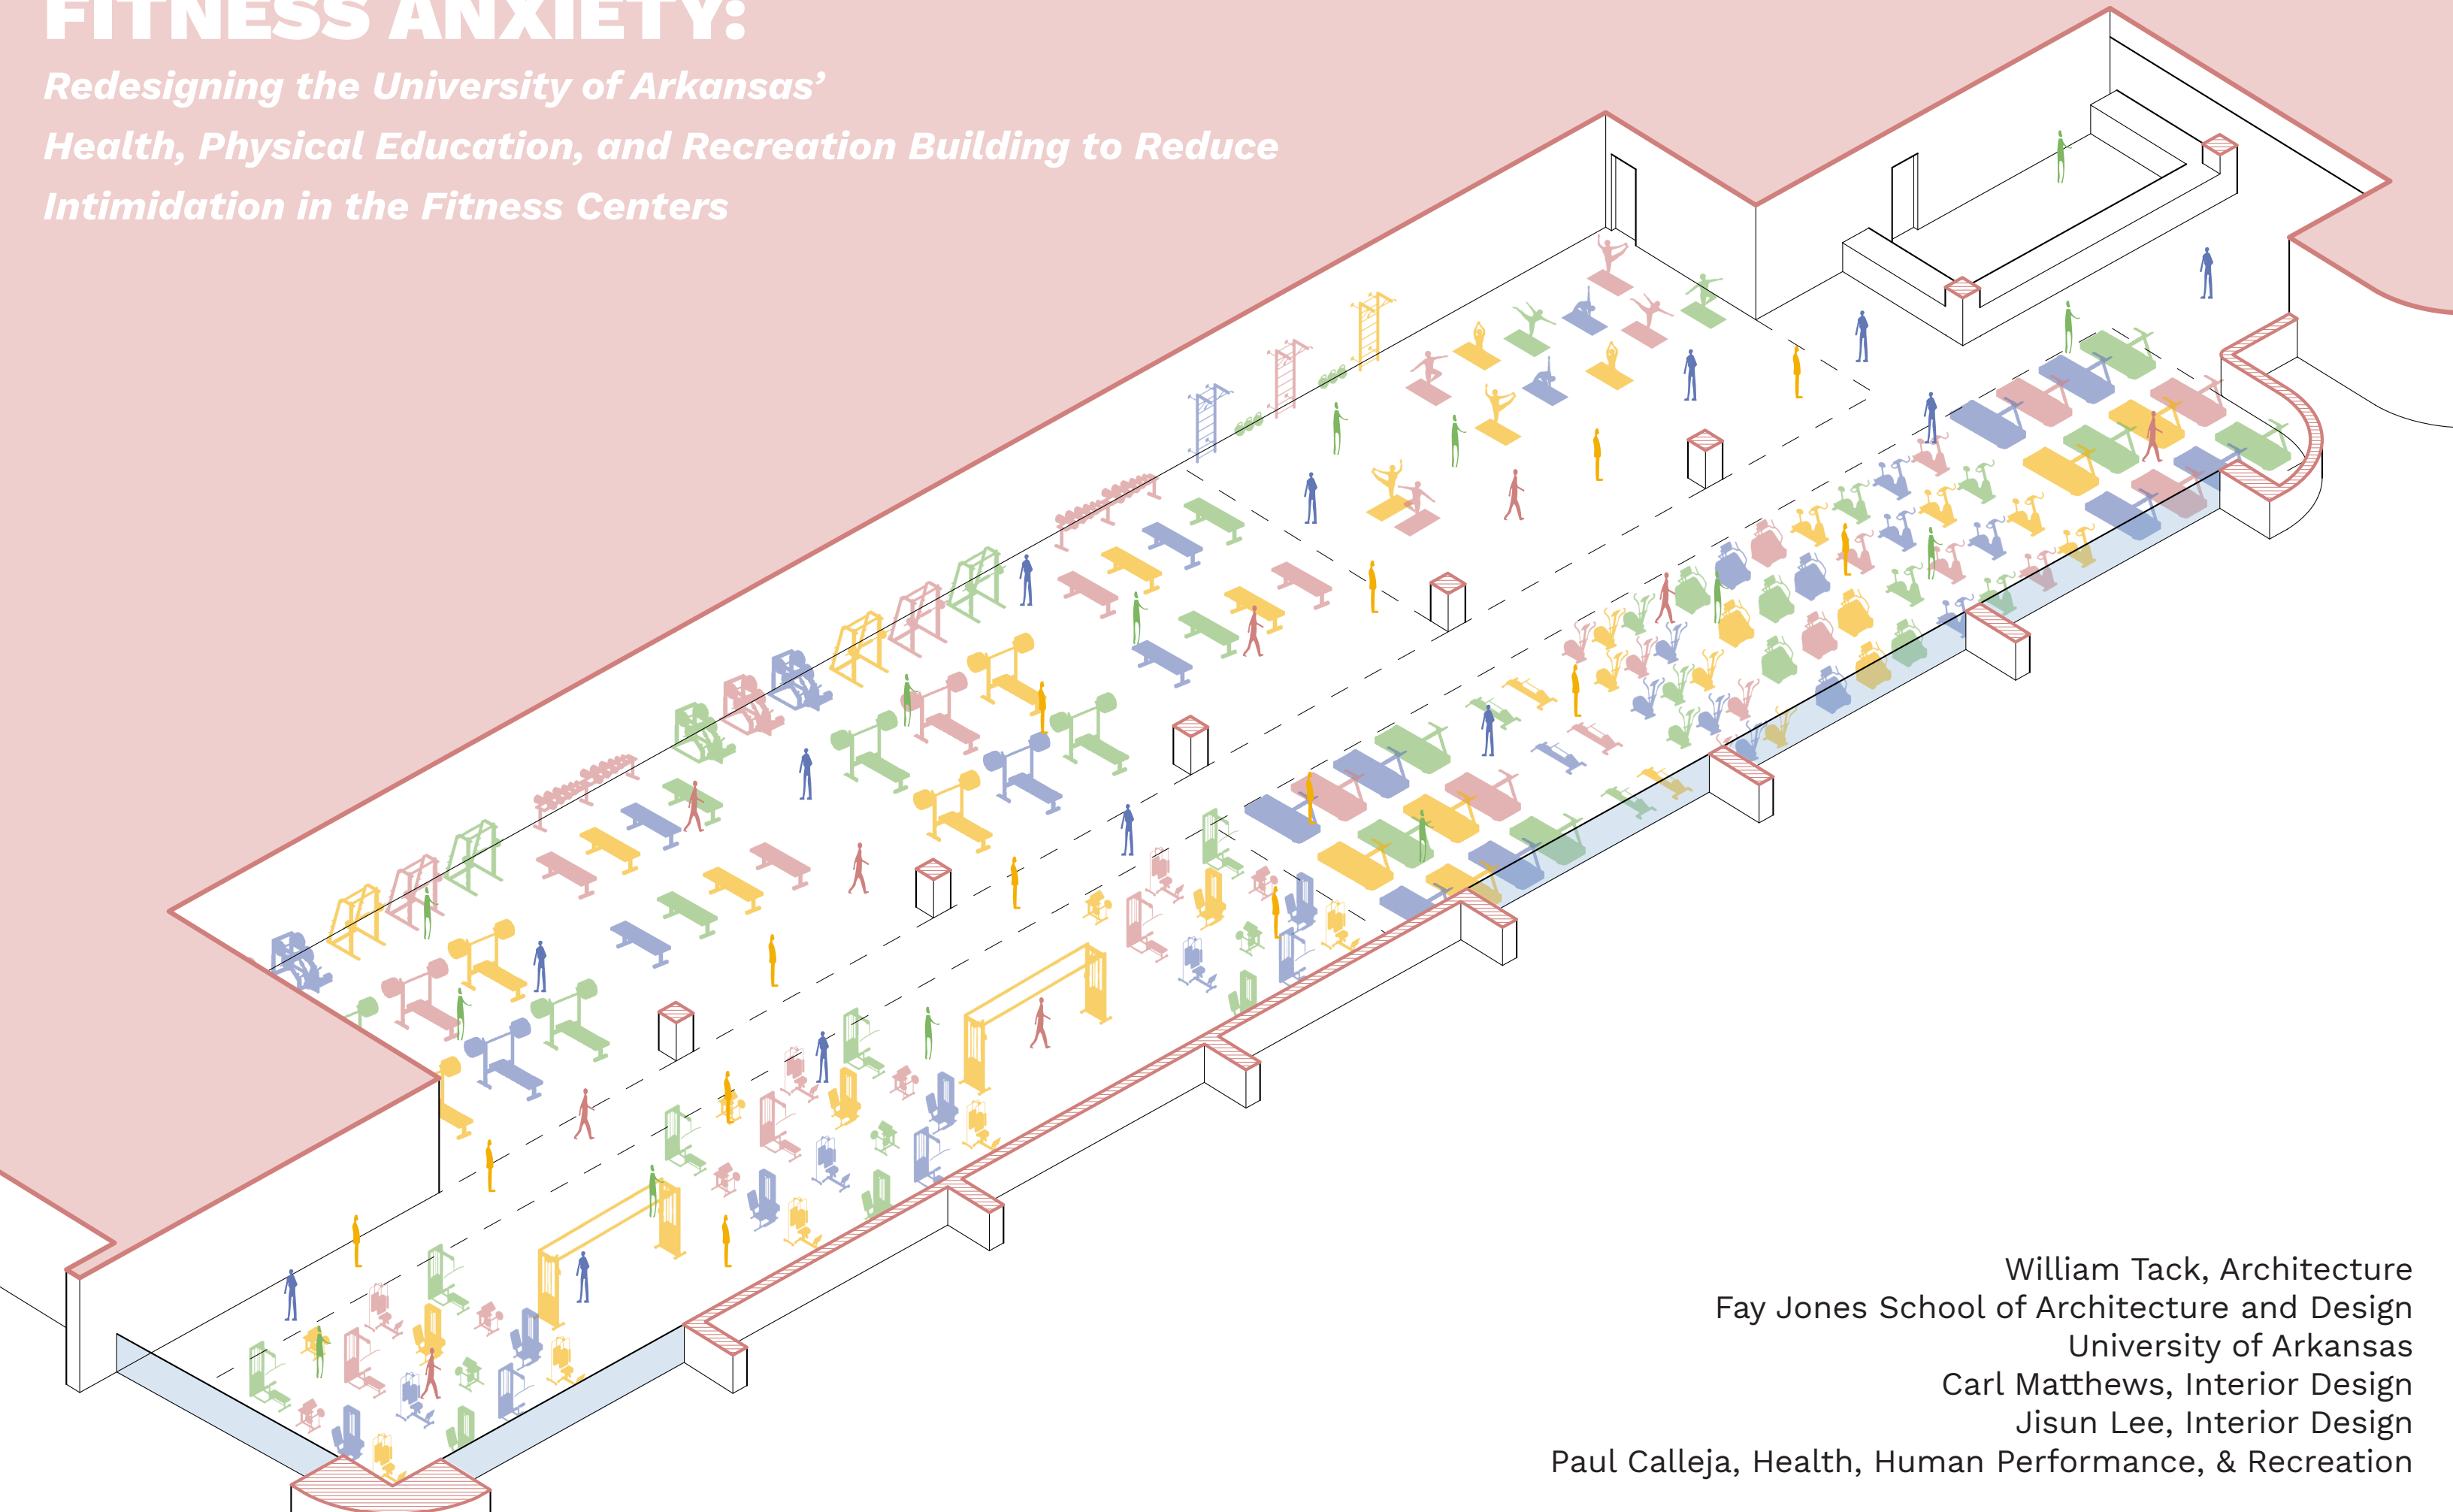 FITNESS ANXIETY:
Redesigning the University of Arkansas’
Health, Physical Education, and Recreation Building to Reduce
Intimidation in the Fitness Centers
William Tack, Architecture
Fay Jones School of Architecture and Design
University of Arkansas
Carl Matthews, Interior Design
Jisun Lee, Interior Design
Paul Calleja, Health, Human Performance, & Recreation